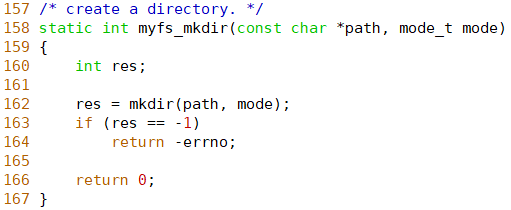 157 /* create a directory. */
158 static int myfs_mkdir(const char *path, mode_t mode)
159 {
160     int res;
161
162     res = mkdir(path, mode);
163     if (res == -1)
164         return -errno;
165
166     return 0;
167 }